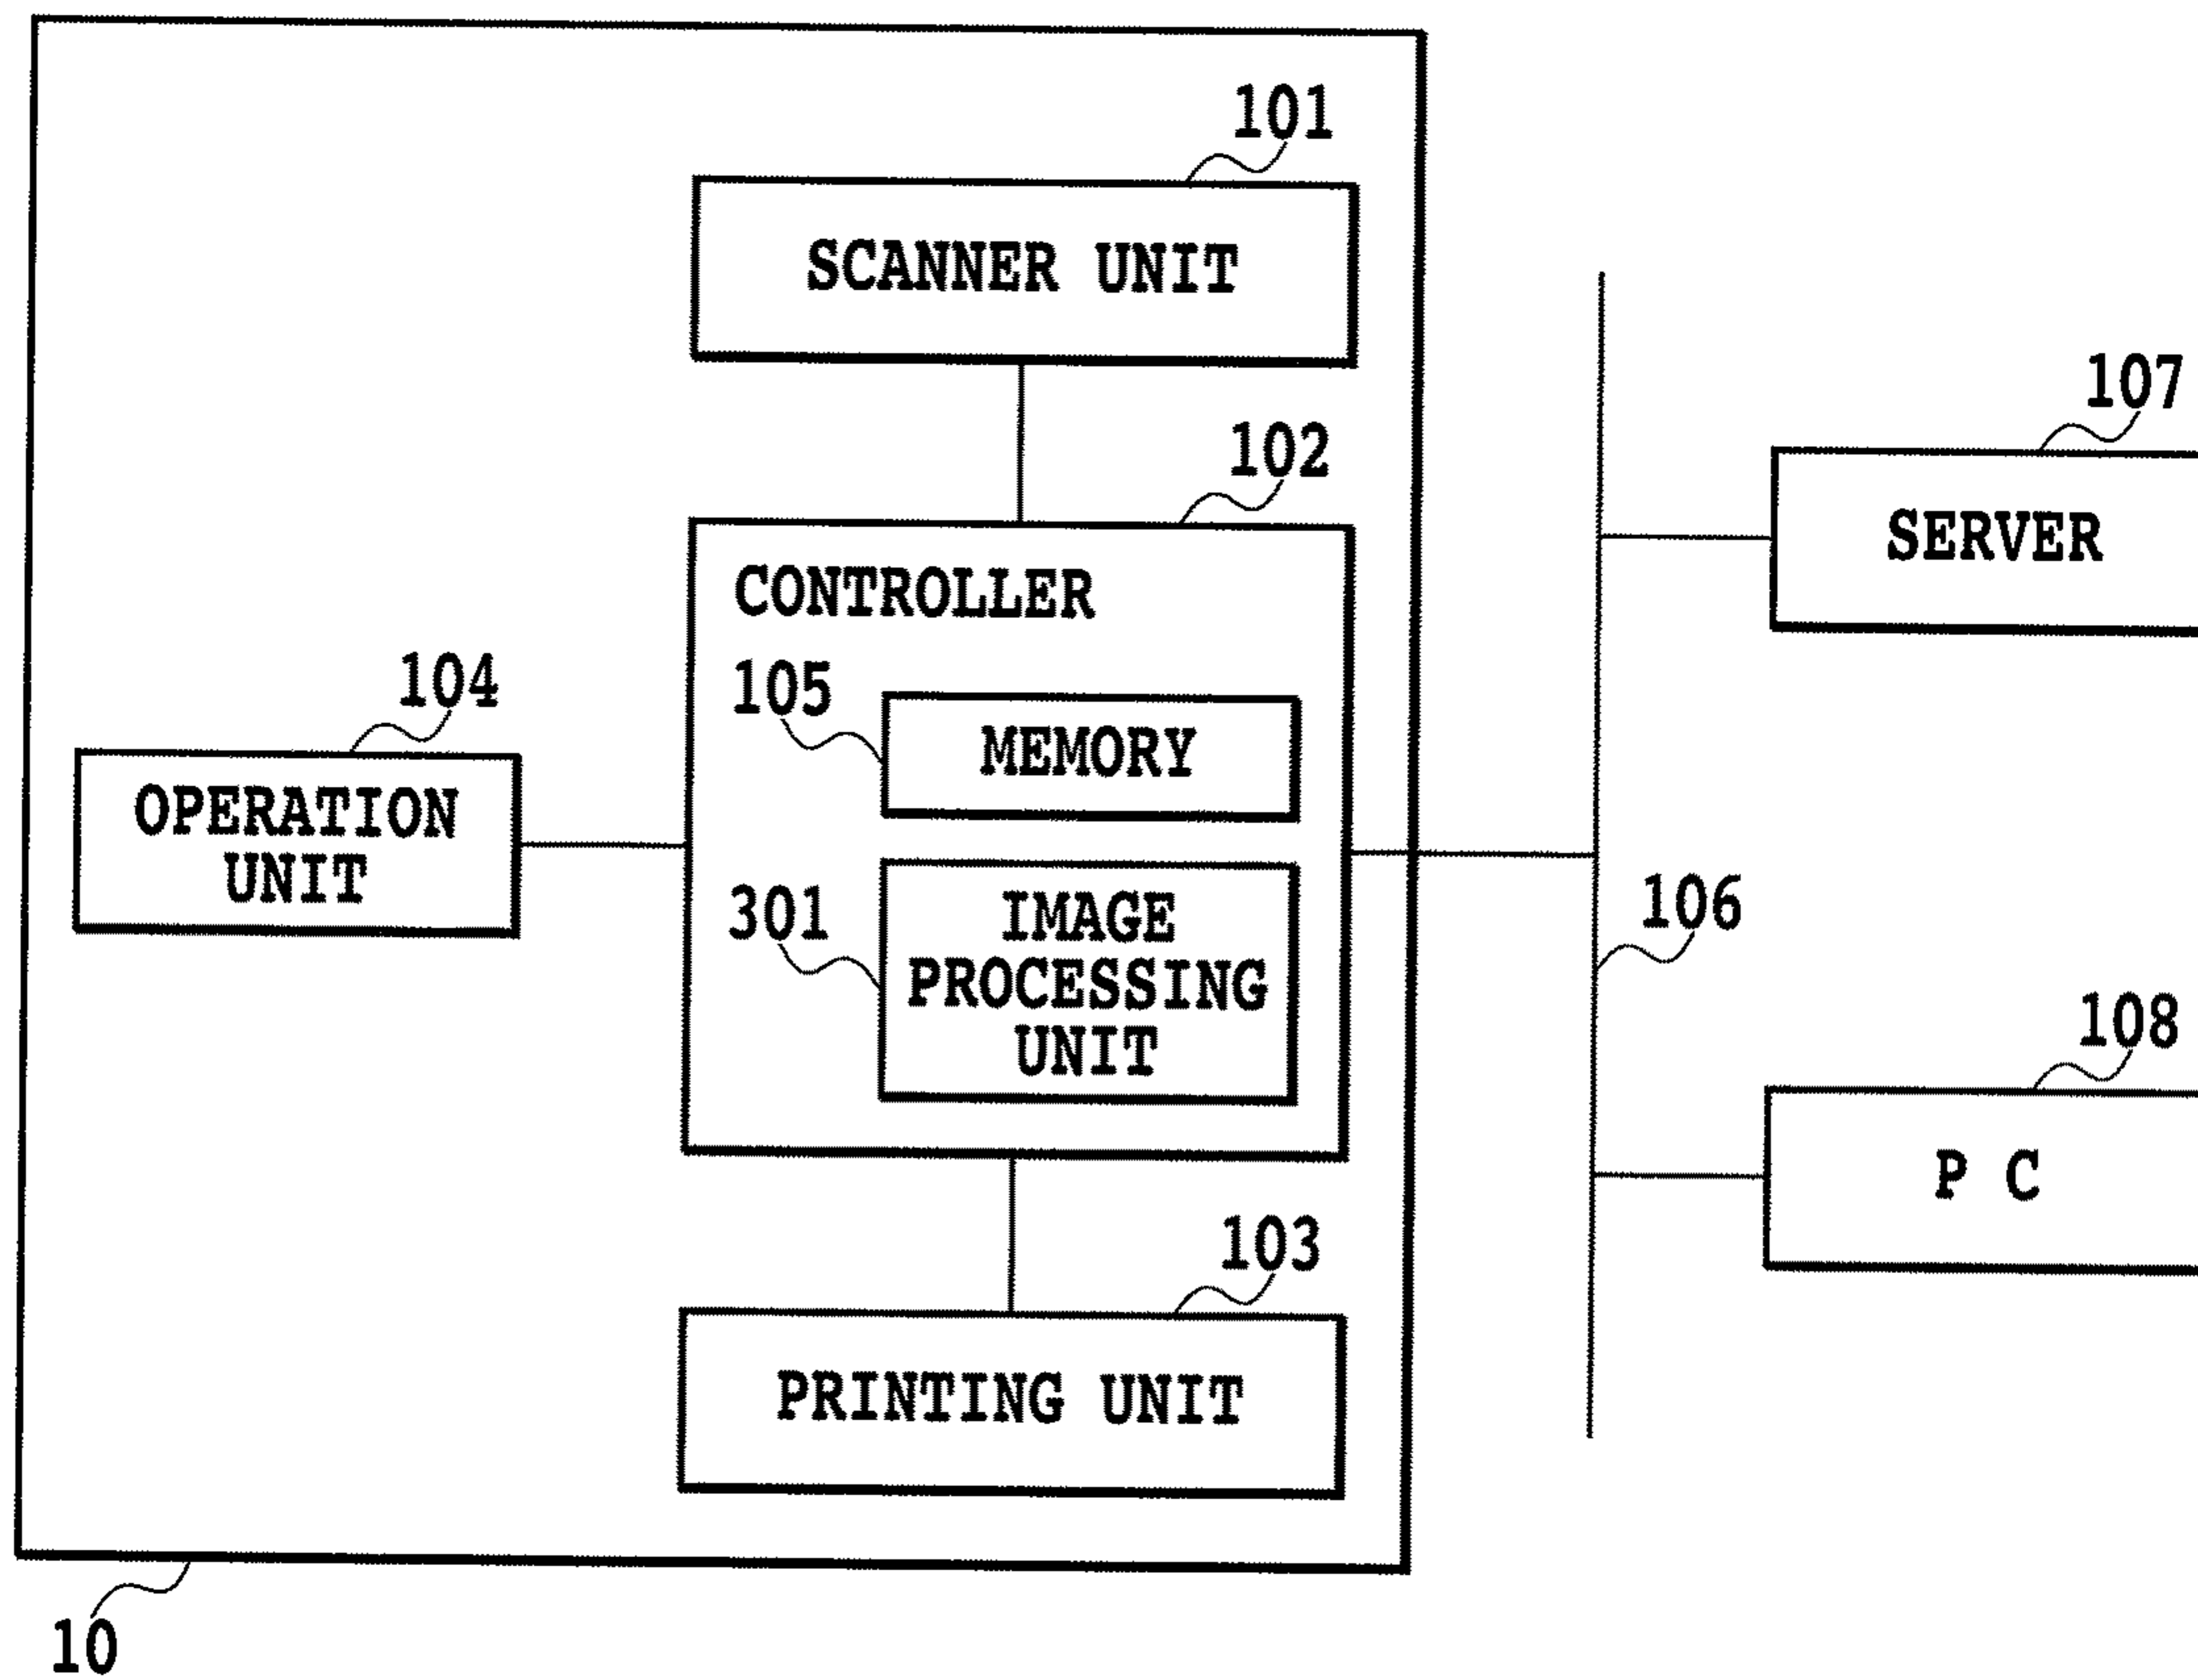 101
SCANNER UNIT
102
CONTROLLER
105
MEMORY
301
IMAGE
PROCESSING
UNIT
104
OPERATION
UNIT
103
PRINTING UNIT
10
106
107
SERVER
108
P C